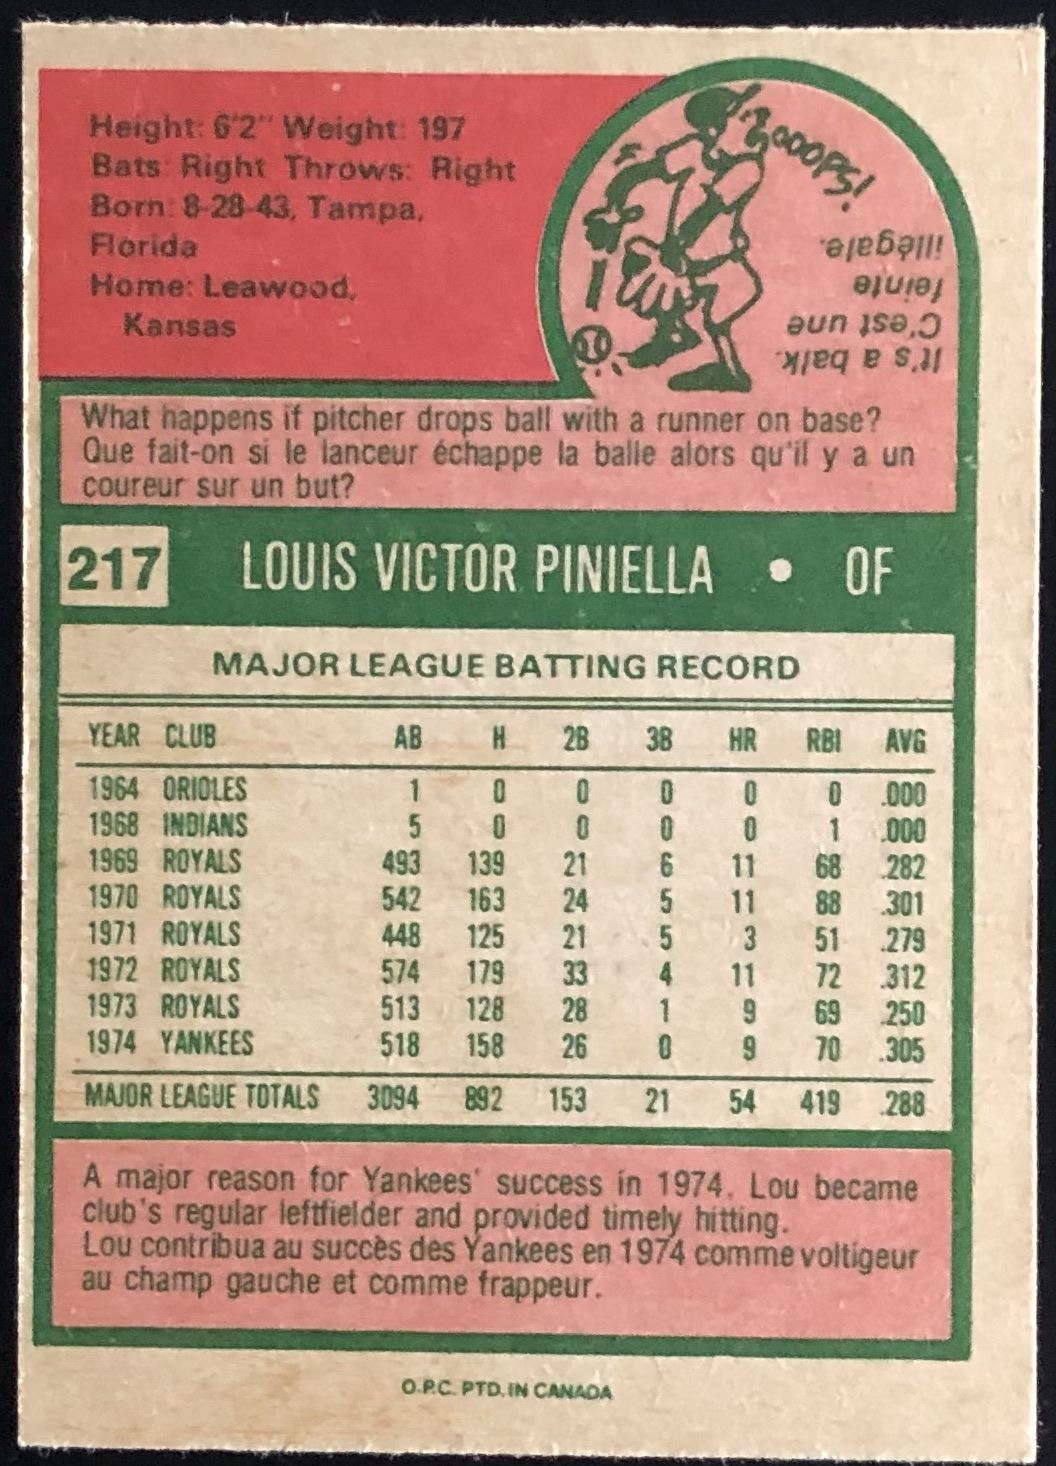 Height: 6'2" Weight: 197
Bats: Right Throws: Right
Born: 8-28-43, Tampa,
Florida
Home: Leawood,
Kansas
Ooops!
It's a balk.
C'est une
feinte
illégale.
What happens if pitcher drops ball with a runner on base?
Que fait-on si le lanceur échappe la balle alors qu'il y a un
coureur sur un but?
217 LOUIS VICTOR PINIELLA • OF
MAJOR LEAGUE BATTING RECORD
YEAR CLUB AB H 2B 3B HR RBI AVG
1964 ORIOLES 1 0 0 0 0 0 .000
1968 INDIANS 5 0 0 0 0 1 .000
1969 ROYALS 493 139 21 6 11 68 .282
1970 ROYALS 542 163 24 5 11 88 .301
1971 ROYALS 448 125 21 5 3 51 .279
1972 ROYALS 574 179 33 4 11 72 .312
1973 ROYALS 513 128 28 1 9 69 .250
1974 YANKEES 518 158 26 0 9 70 .305
MAJOR LEAGUE TOTALS 3094 892 153 21 54 419 .288
A major reason for Yankees' success in 1974. Lou became
club's regular leftfielder and provided timely hitting.
Lou contribua au succès des Yankees en 1974 comme voltigeur
au champ gauche et comme frappeur.
O.P.C. PTD. IN CANADA